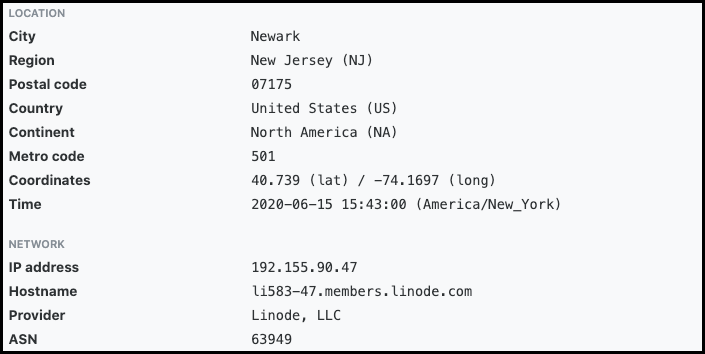 LOCATION
City Newark
Region New Jersey (NJ)
Postal code 07175
Country United States (US)
Continent North America (NA)
Metro code 501
Coordinates 40.739 (lat) / -74.1697 (long)
Time 2020-06-15 15:43:00 (America/New_York)
NETWORK
IP address 192.155.90.47
Hostname li583-47.members.linode.com
Provider Linode, LLC
ASN 63949